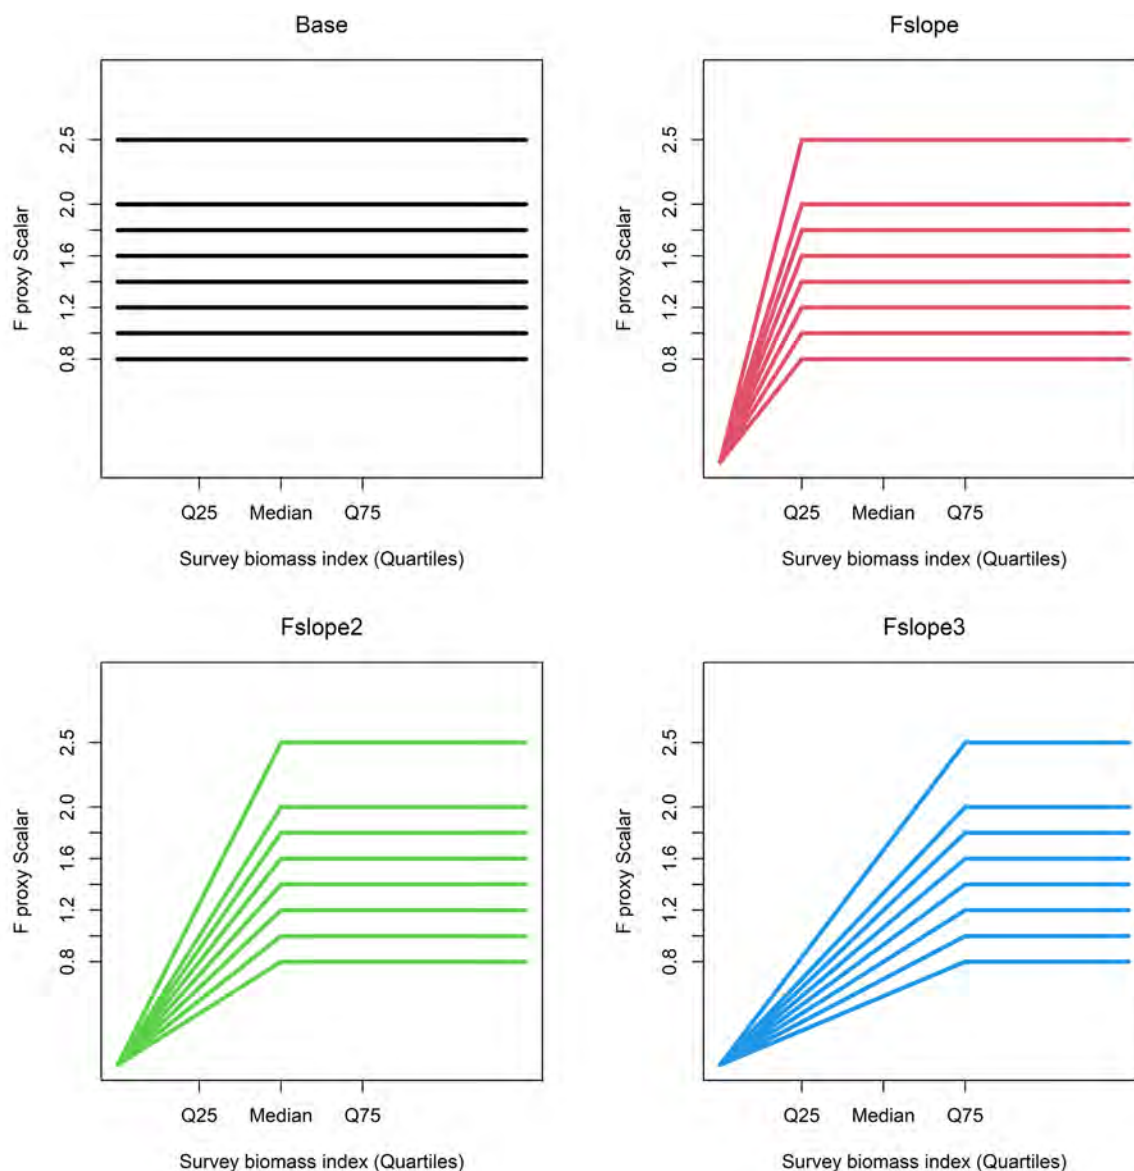 Base
F proxy Scalar
2.5
2.0
1.6
1.2
0.8
Q25 Median Q75
Survey biomass index (Quartiles)
Fslope
F proxy Scalar
2.5
2.0
1.6
1.2
0.8
Q25 Median Q75
Survey biomass index (Quartiles)
Fslope2
F proxy Scalar
2.5
2.0
1.6
1.2
0.8
Q25 Median Q75
Survey biomass index (Quartiles)
Fslope3
F proxy Scalar
2.5
2.0
1.6
1.2
0.8
Q25 Median Q75
Survey biomass index (Quartiles)